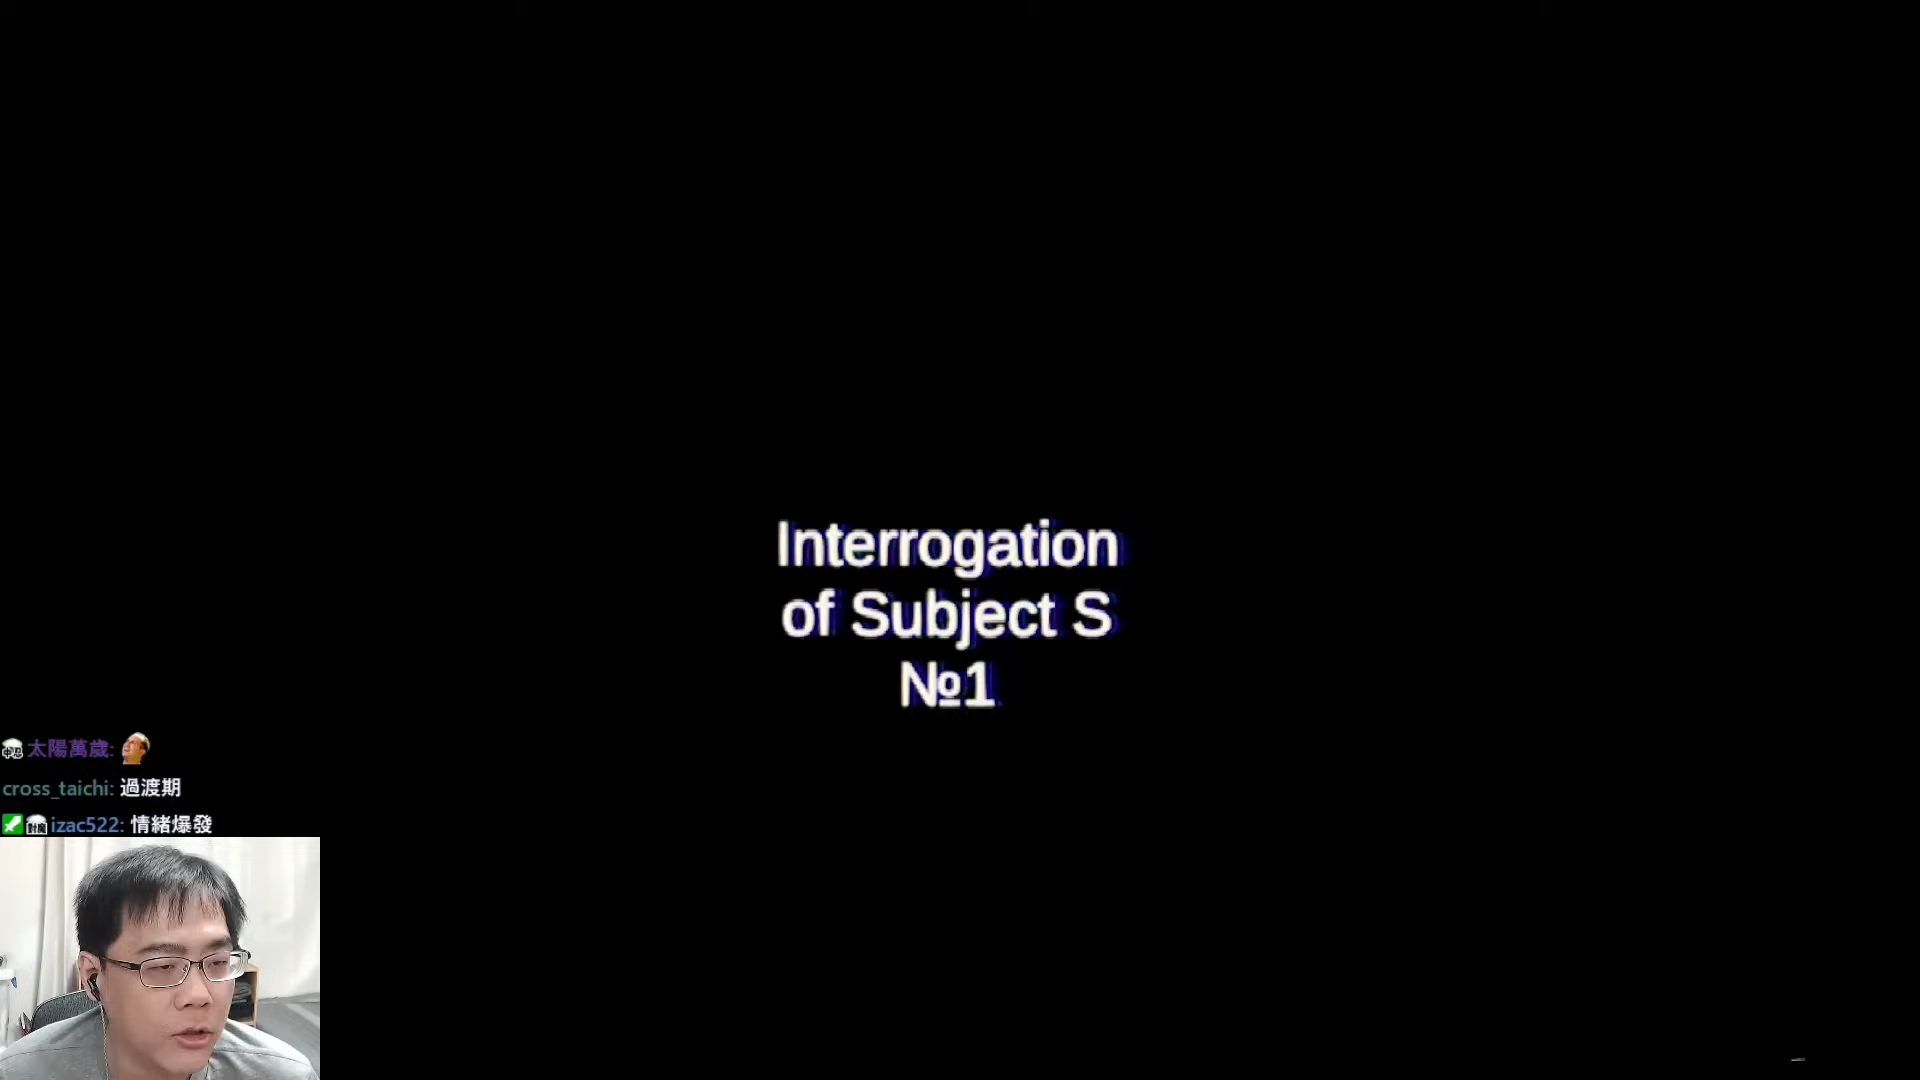 Interrogation
of Subject S
№1
太陽萬歲:
cross_taichi: 過渡期
izac522: 情緒爆發